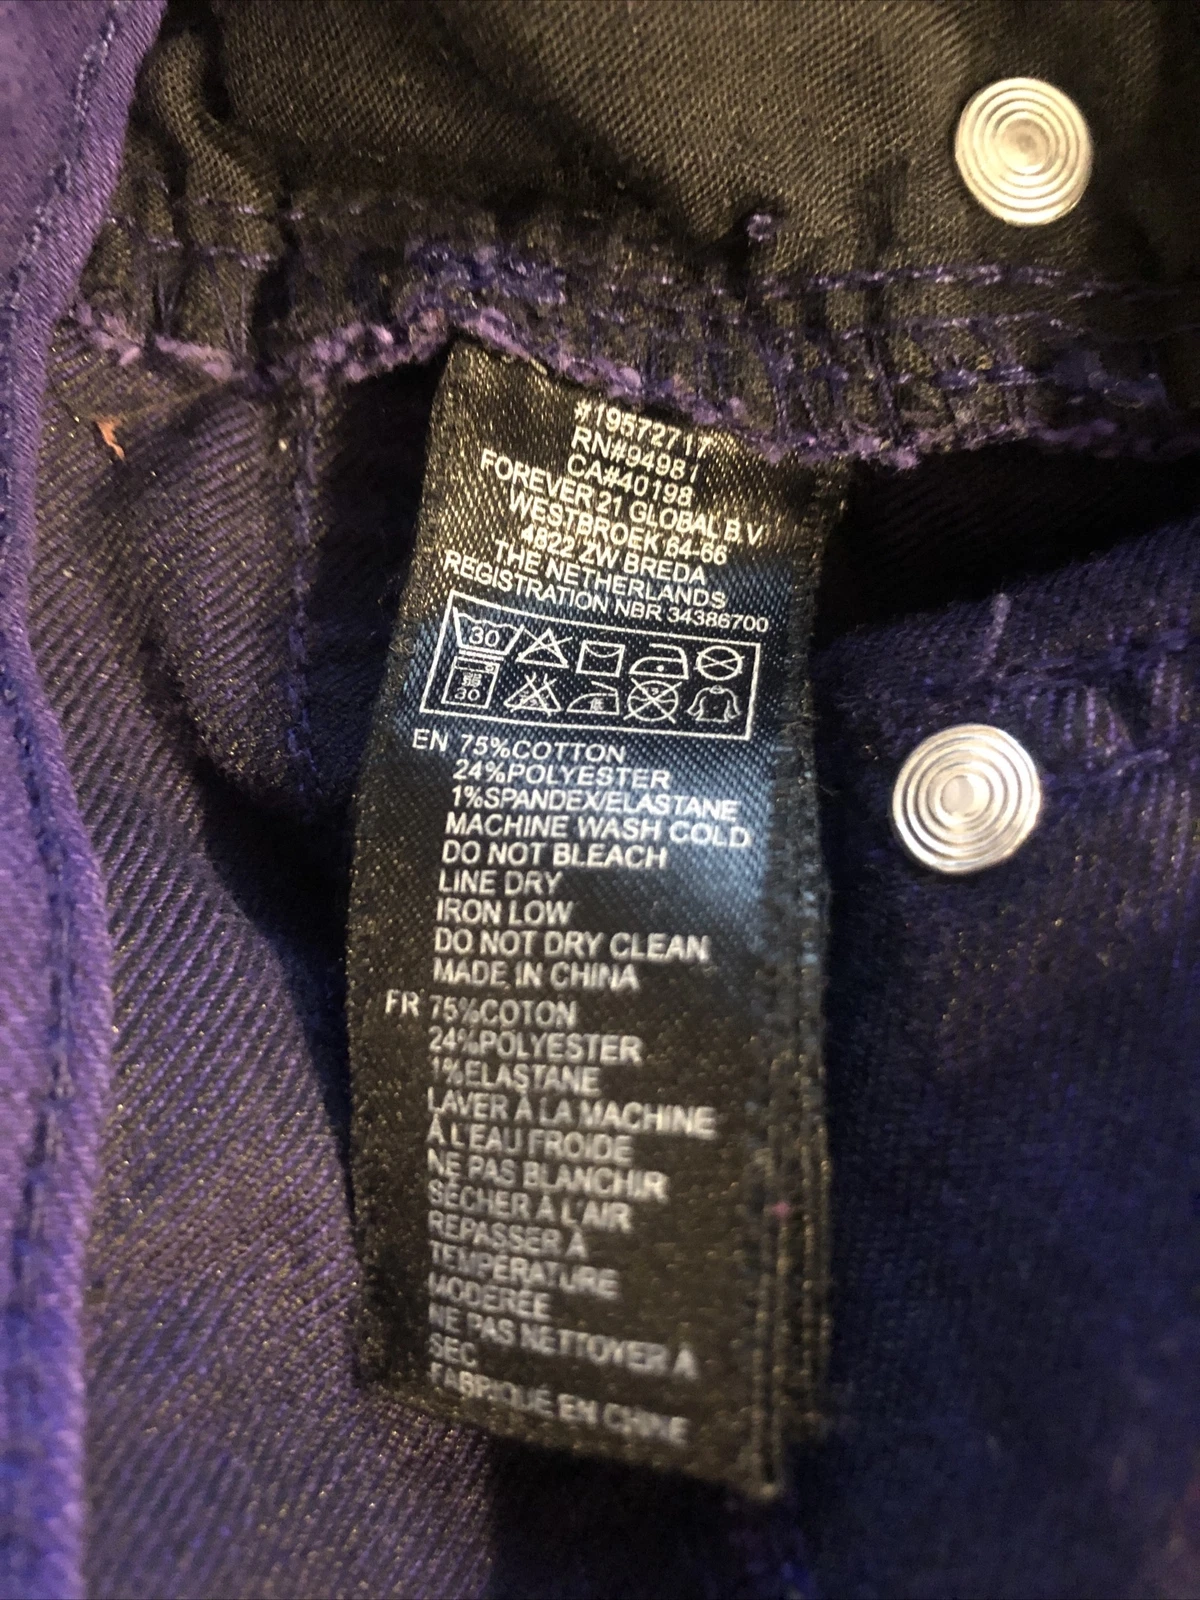 #19572717
RN#94981
CA#40198
FOREVER 21 GLOBAL B.V
WESTBROEK 64-66
4822 ZW BREDA
THE NETHERLANDS
REGISTRATION NBR 34386700
30
30
EN 75%COTTON
24%POLYESTER
1%SPANDEX/ELASTANE
MACHINE WASH COLD
DO NOT BLEACH
LINE DRY
IRON LOW
DO NOT DRY CLEAN
MADE IN CHINA
FR 75%COTON
24%POLYESTER
1%ELASTANE
LAVER À LA MACHINE
À L'EAU FROIDE
NE PAS BLANCHIR
SÉCHER À L'AIR
REPASSER À
TEMPÉRATURE
MODÉRÉE
NE PAS NETTOYER À
SEC
FABRIQUÉ EN CHINE